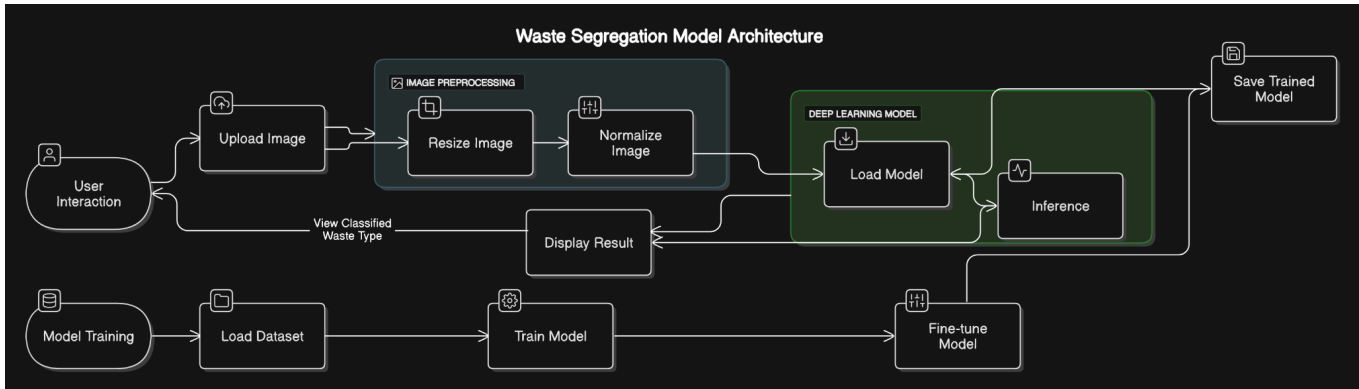 Waste Segregation Model Architecture
IMAGE PREPROCESSING
Save Trained
Model
Upload Image
Resize Image
Normalize
Image
DEEP LEARNING MODEL
Load Model
User
Interaction
Inference
View Classified
Waste Type
Display Result
Model Training
Load Dataset
Train Model
Fine-tune
Model